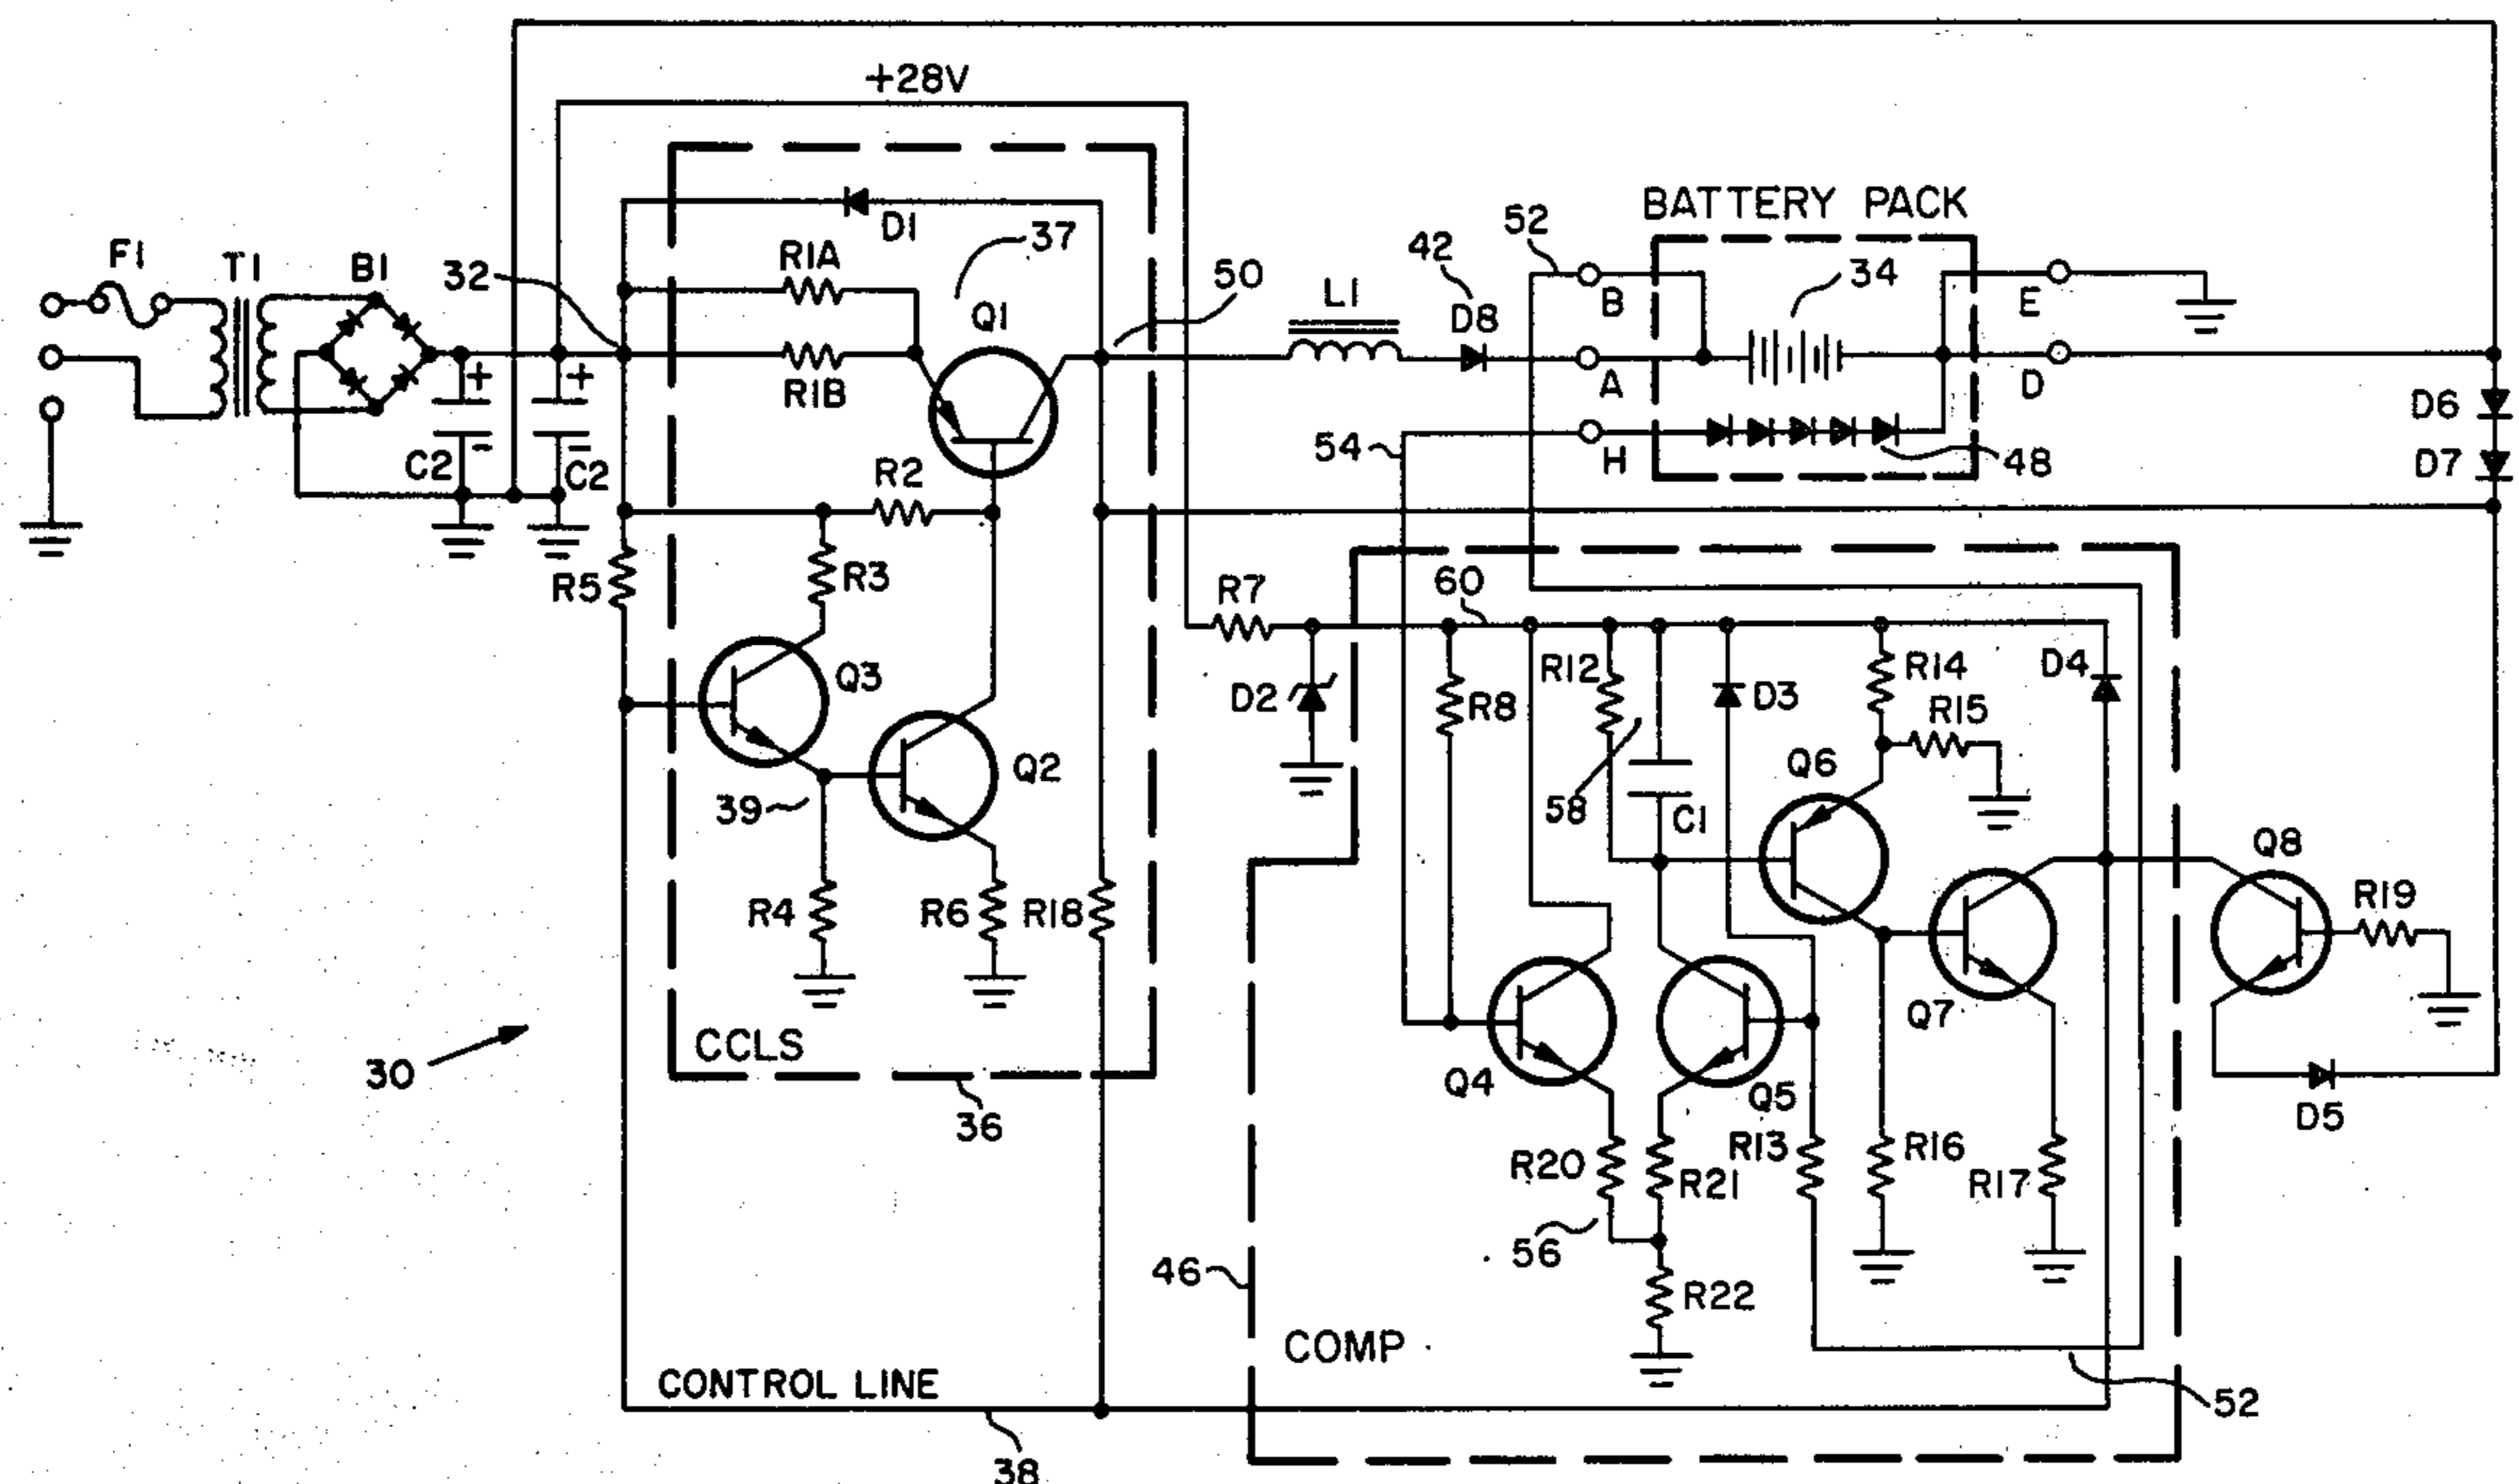 +28V
BATTERY PACK
F1
T1
B1
32
D1
R1A
37
Q1
50
L1
42
D8
52
B
34
E
R1B
A
D
D6
+
+
C2
-
C2
-
R2
54
H
48
D7
R5
R3
R7
60
Q3
D2
R8
R12
D3
R14
R15
D4
39
Q2
58
C1
Q6
Q8
R19
R4
R6
R18
Q7
CCLS
30
36
Q4
Q5
D5
R20
R21
R13
R16
R17
56
46
R22
COMP
CONTROL LINE
52
38